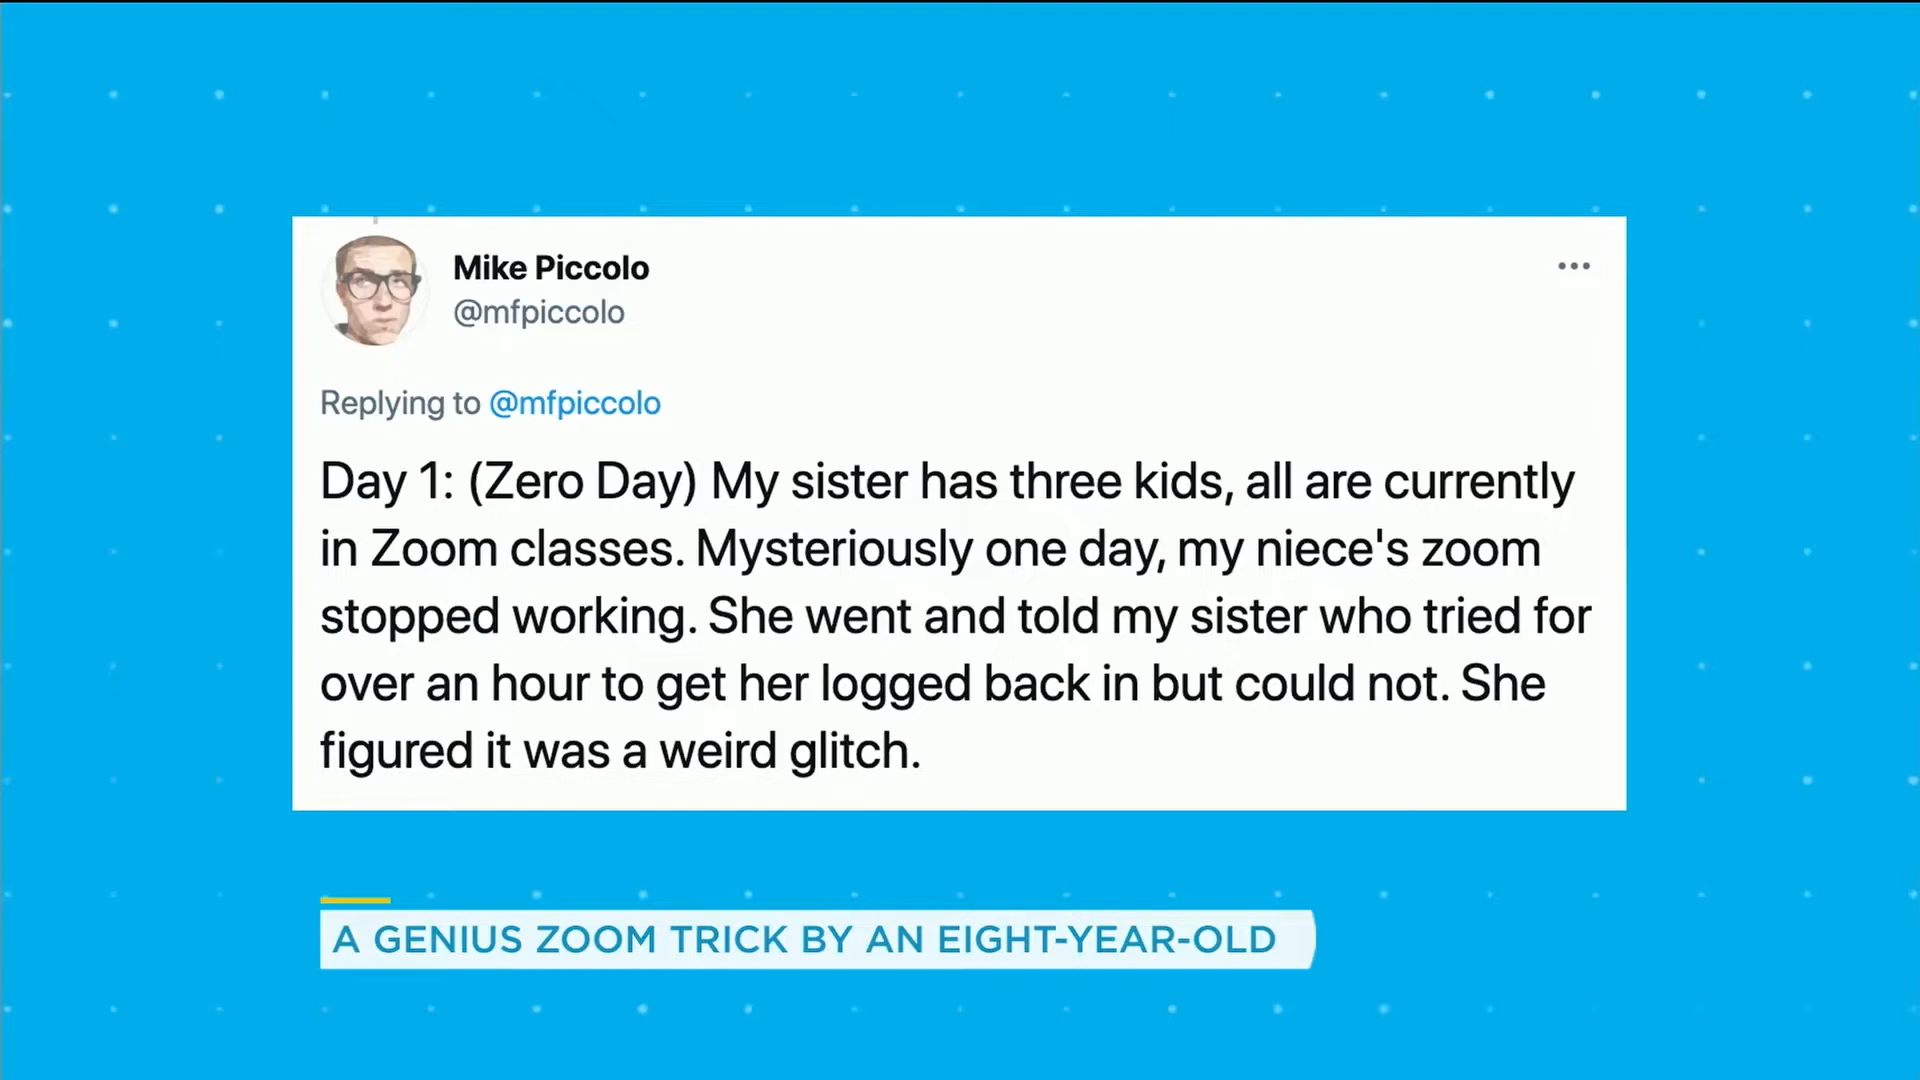 Mike Piccolo
@mfpiccolo
Replying to @mfpiccolo
Day 1: (Zero Day) My sister has three kids, all are currently
in Zoom classes. Mysteriously one day, my niece's zoom
stopped working. She went and told my sister who tried for
over an hour to get her logged back in but could not. She
figured it was a weird glitch.
A GENIUS ZOOM TRICK BY AN EIGHT-YEAR-OLD